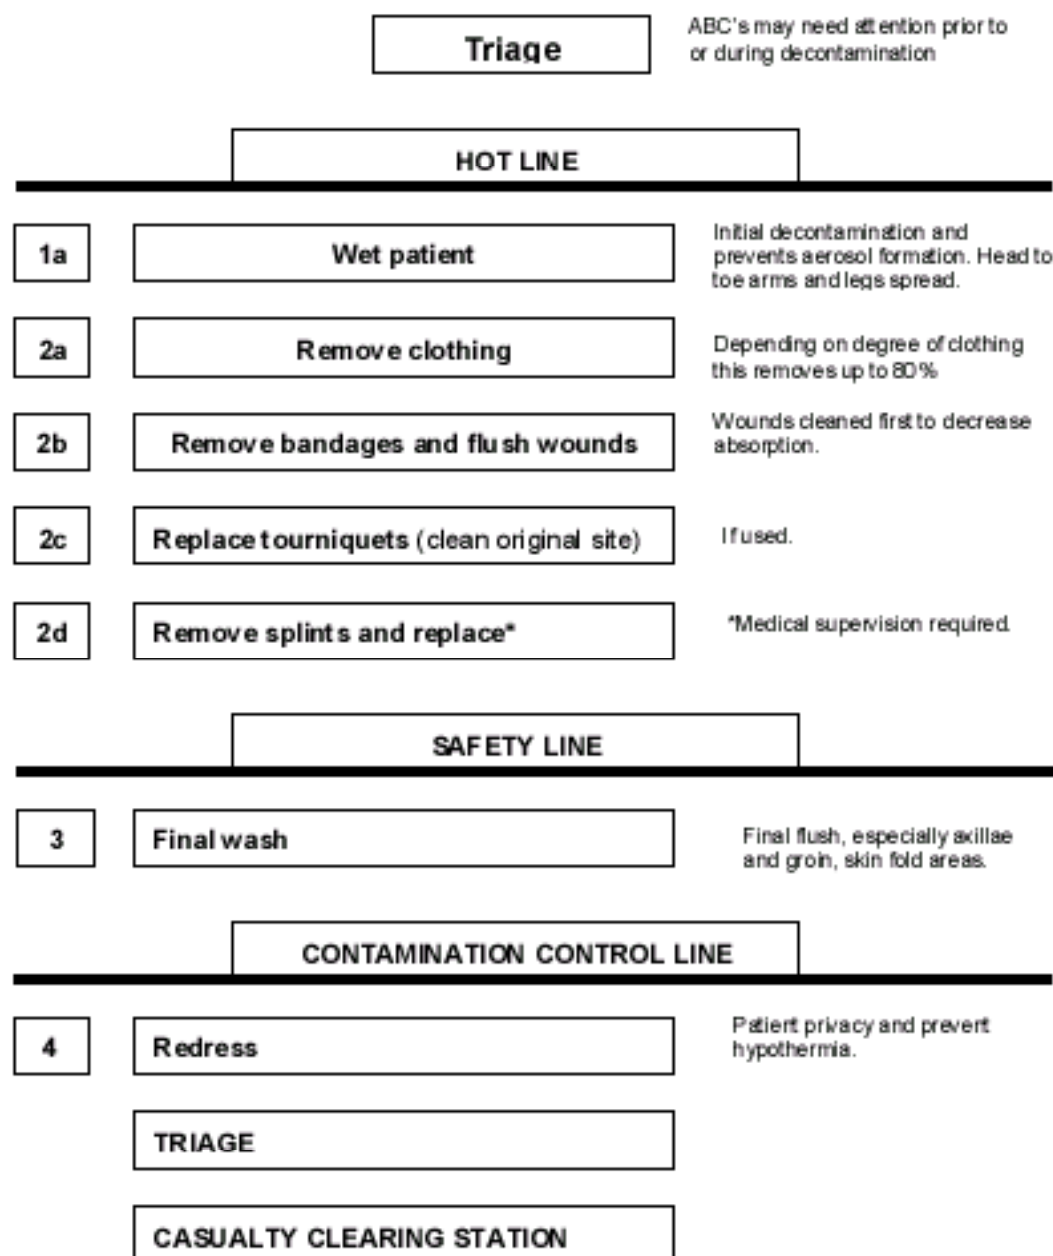 Triage
ABC's may need attention prior to
or during decontamination
HOT LINE
1a
Wet patient
Initial decontamination and
prevents aerosol formation. Head to
toe arms and legs spread.
2a
Remove clothing
Depending on degree of clothing
this removes up to 80%
2b
Remove bandages and flush wounds
Wounds cleaned first to decrease
absorption.
2c
Replace tourniquets (clean original site)
If used.
2d
Remove splints and replace*
*Medical supervision required.
SAFETY LINE
3
Final wash
Final flush, especially axillae
and groin, skin fold areas.
CONTAMINATION CONTROL LINE
4
Redress
Patient privacy and prevent
hypothermia.
TRIAGE
CASUALTY CLEARING STATION